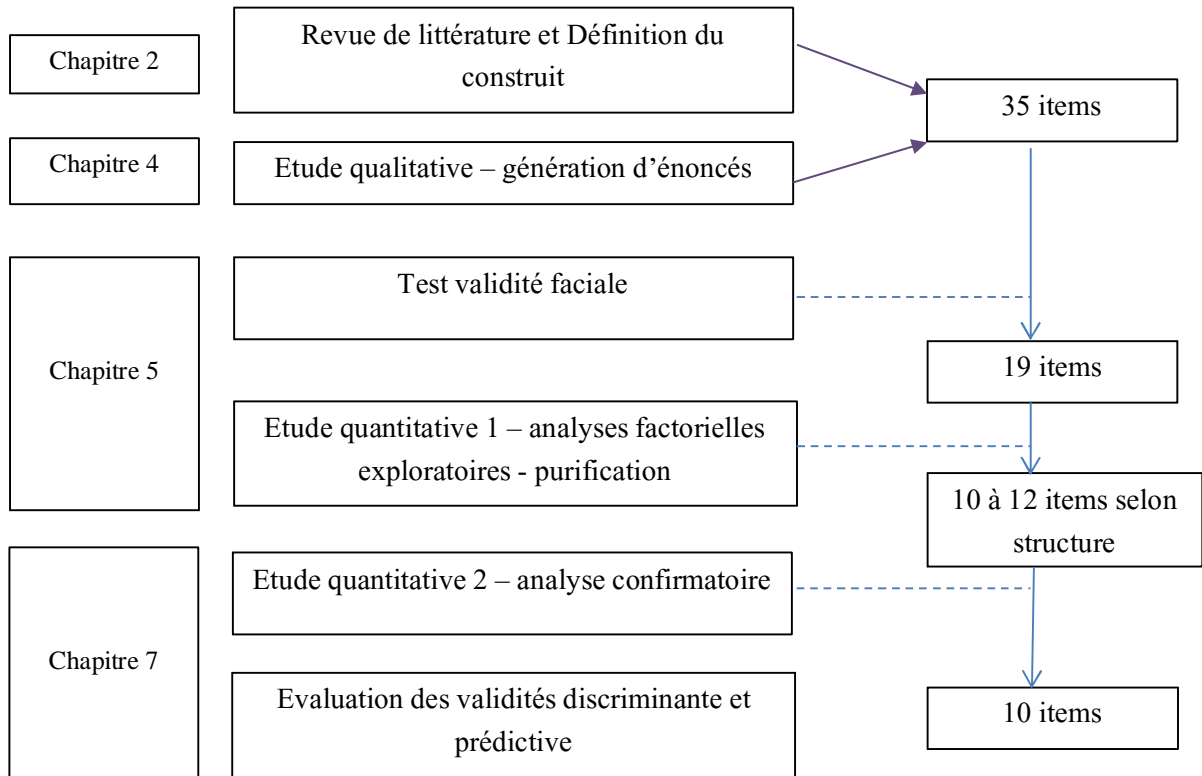 Chapitre 2
Revue de littérature et Définition du
construit
35 items
Chapitre 4
Etude qualitative – génération d’énoncés
Chapitre 5
Test validité faciale
19 items
Etude quantitative 1 – analyses factorielles
exploratoires - purification
10 à 12 items selon
structure
Chapitre 7
Etude quantitative 2 – analyse confirmatoire
Evaluation des validités discriminante et
prédictive
10 items